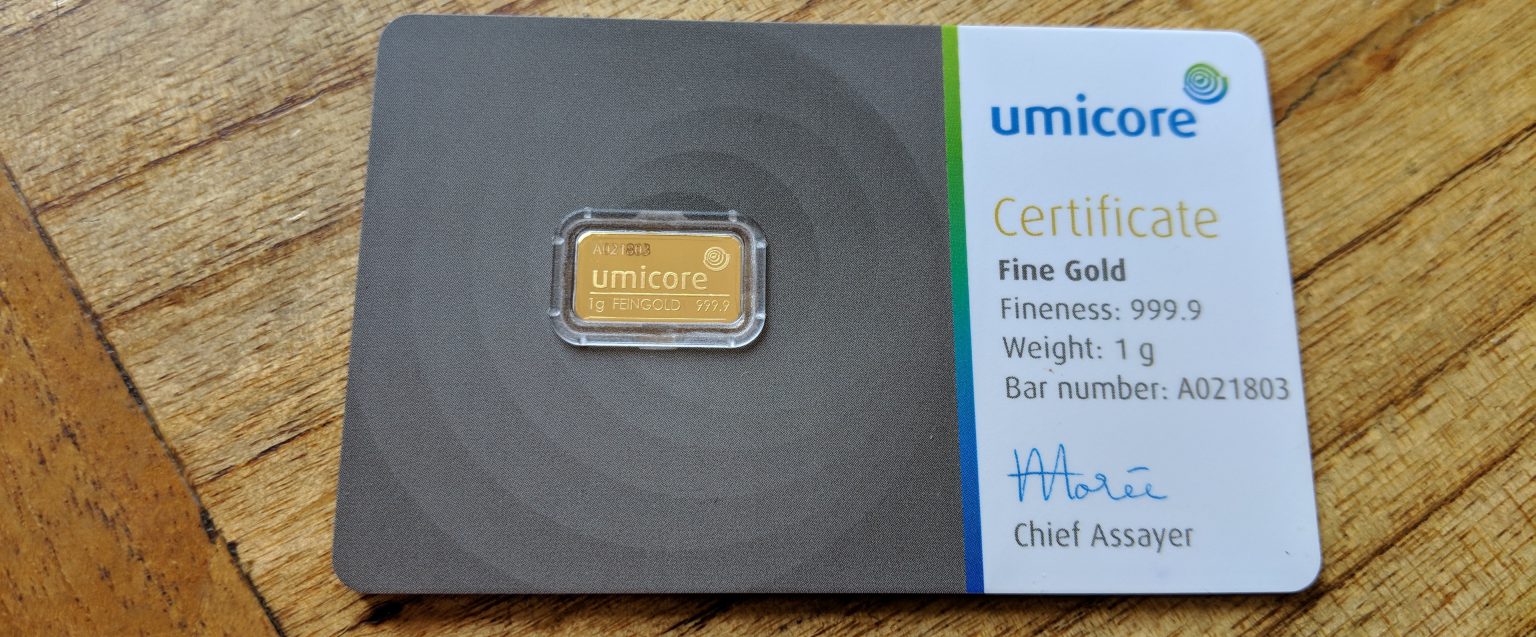 A021803
umicore
1g FEINGOLD 999.9
umicore
Certificate
Fine Gold
Fineness: 999.9
Weight: 1 g
Bar number: A021803
Morée
Chief Assayer